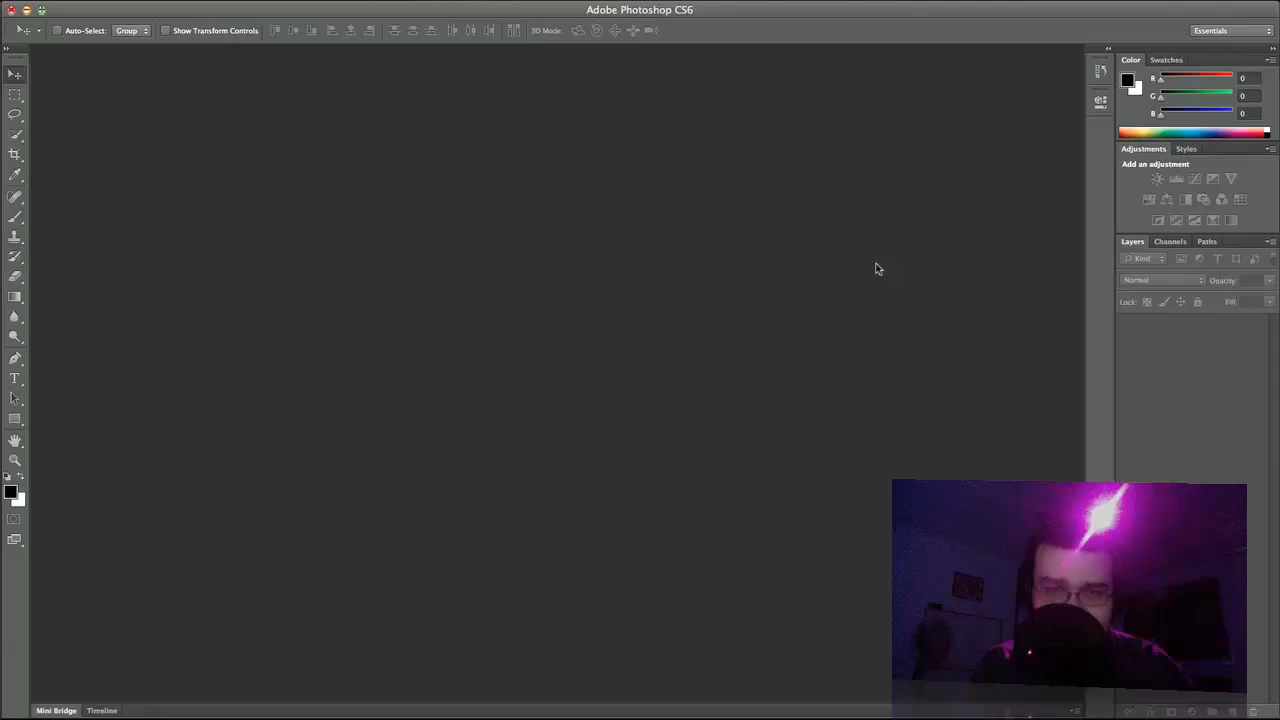 Adobe Photoshop CS6
Auto-Select: Group Show Transform Controls 3D Mode: Essentials
Color Swatches
R 0
G 0
B 0
Adjustments Styles
Add an adjustment
Layers Channels Paths
Kind
Normal Opacity:
Lock: Fill:
Mini Bridge Timeline